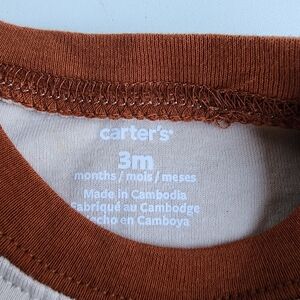 carter's
3m
months / mois / meses
Made in Cambodia
Fabriqué au Cambodge
Hecho en Camboya